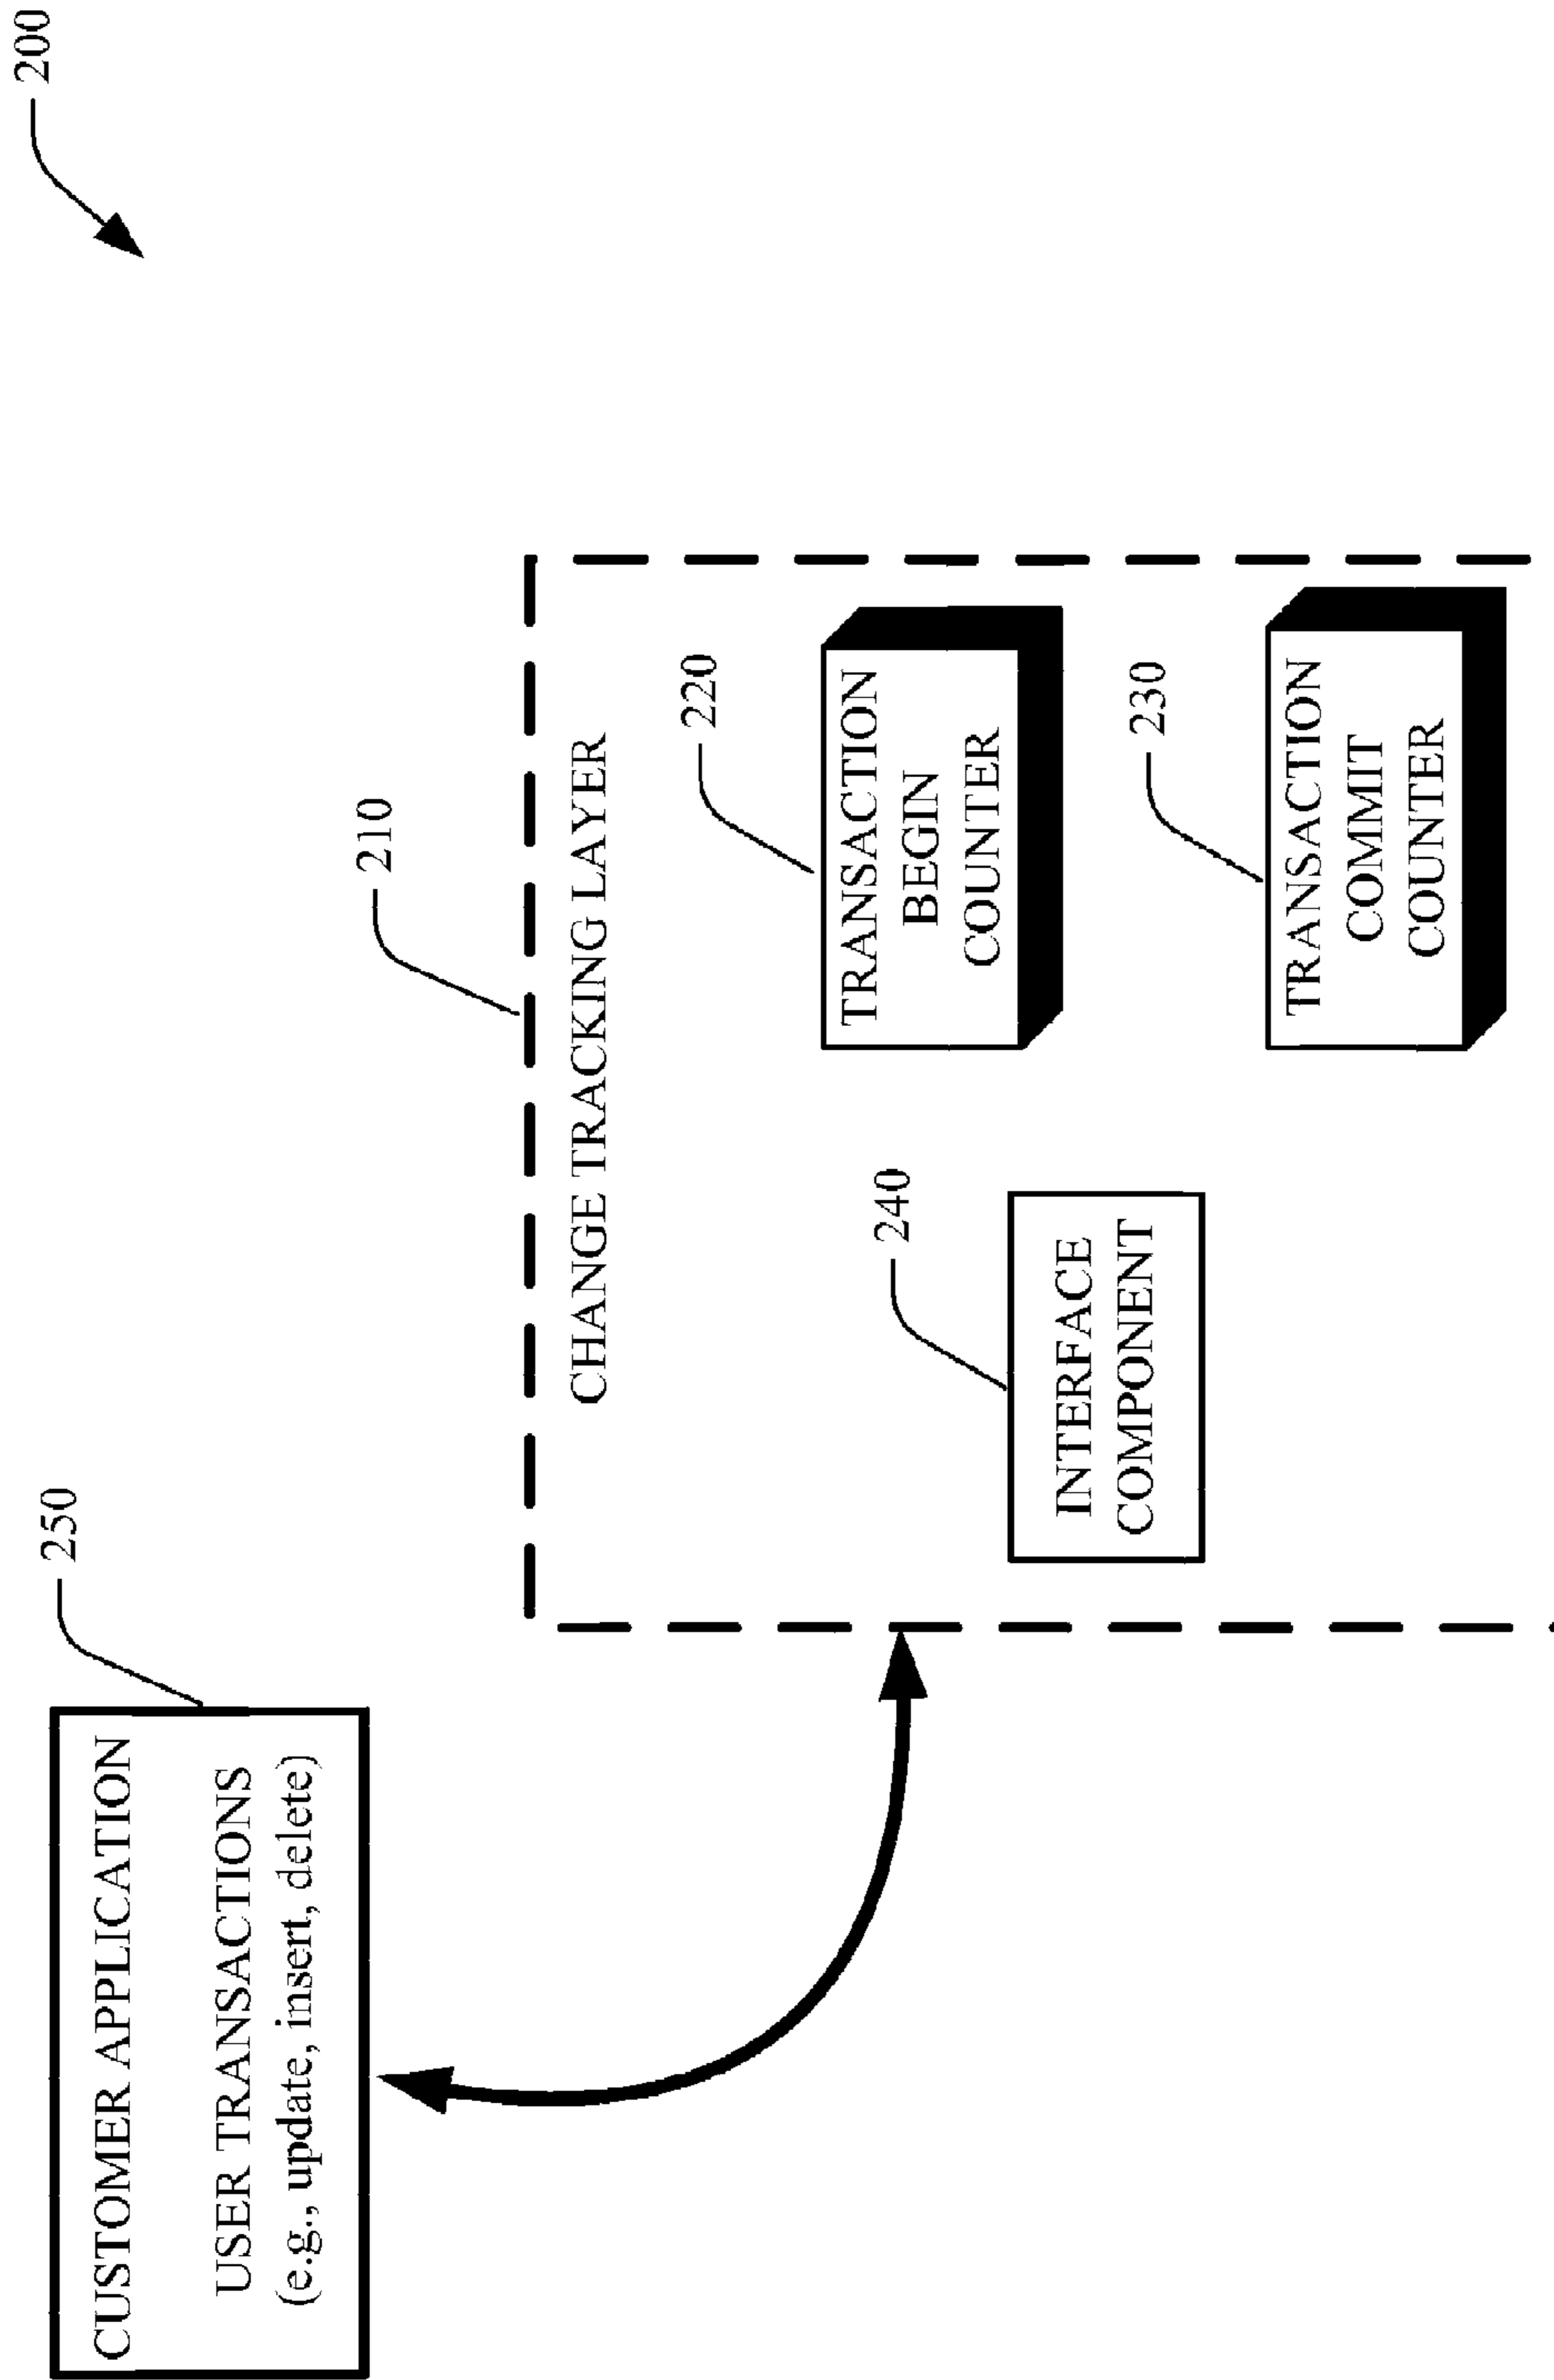 200
250
CUSTOMER APPLICATION
USER TRANSACTIONS
(e.g., update, insert, delete)
210
CHANGE TRACKING LAYER
220
TRANSACTION
BEGIN
COUNTER
240
INTERFACE
COMPONENT
230
TRANSACTION
COMMIT
COUNTER